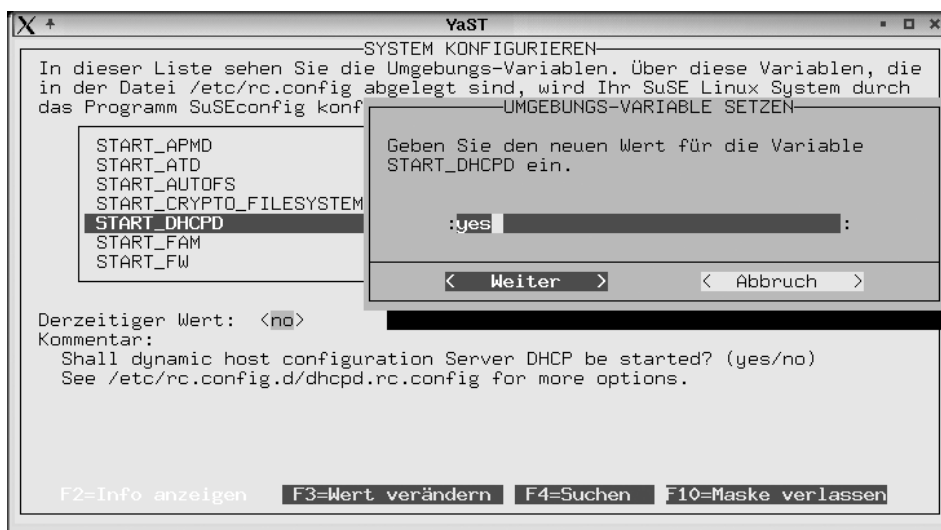 YaST
SYSTEM KONFIGURIEREN
In dieser Liste sehen Sie die Umgebungs-Variablen. Über diese Variablen, die
in der Datei /etc/rc.config abgelegt sind, wird Ihr SuSE Linux System durch
das Programm SuSEconfig konf
UMGEBUNGS-VARIABLE SETZEN
Geben Sie den neuen Wert für die Variable
START_DHCPD ein.
:yes :
< Weiter > < Abbruch >
START_APMD
START_ATD
START_AUTOFS
START_CRYPTO_FILESYSTEM
START_DHCPD
START_FAM
START_FW
Derzeitiger Wert: <no>
Kommentar:
Shall dynamic host configuration Server DHCP be started? (yes/no)
See /etc/rc.config.d/dhcpd.rc.config for more options.
F2=Info anzeigen F3=Wert verändern F4=Suchen F10=Maske verlassen